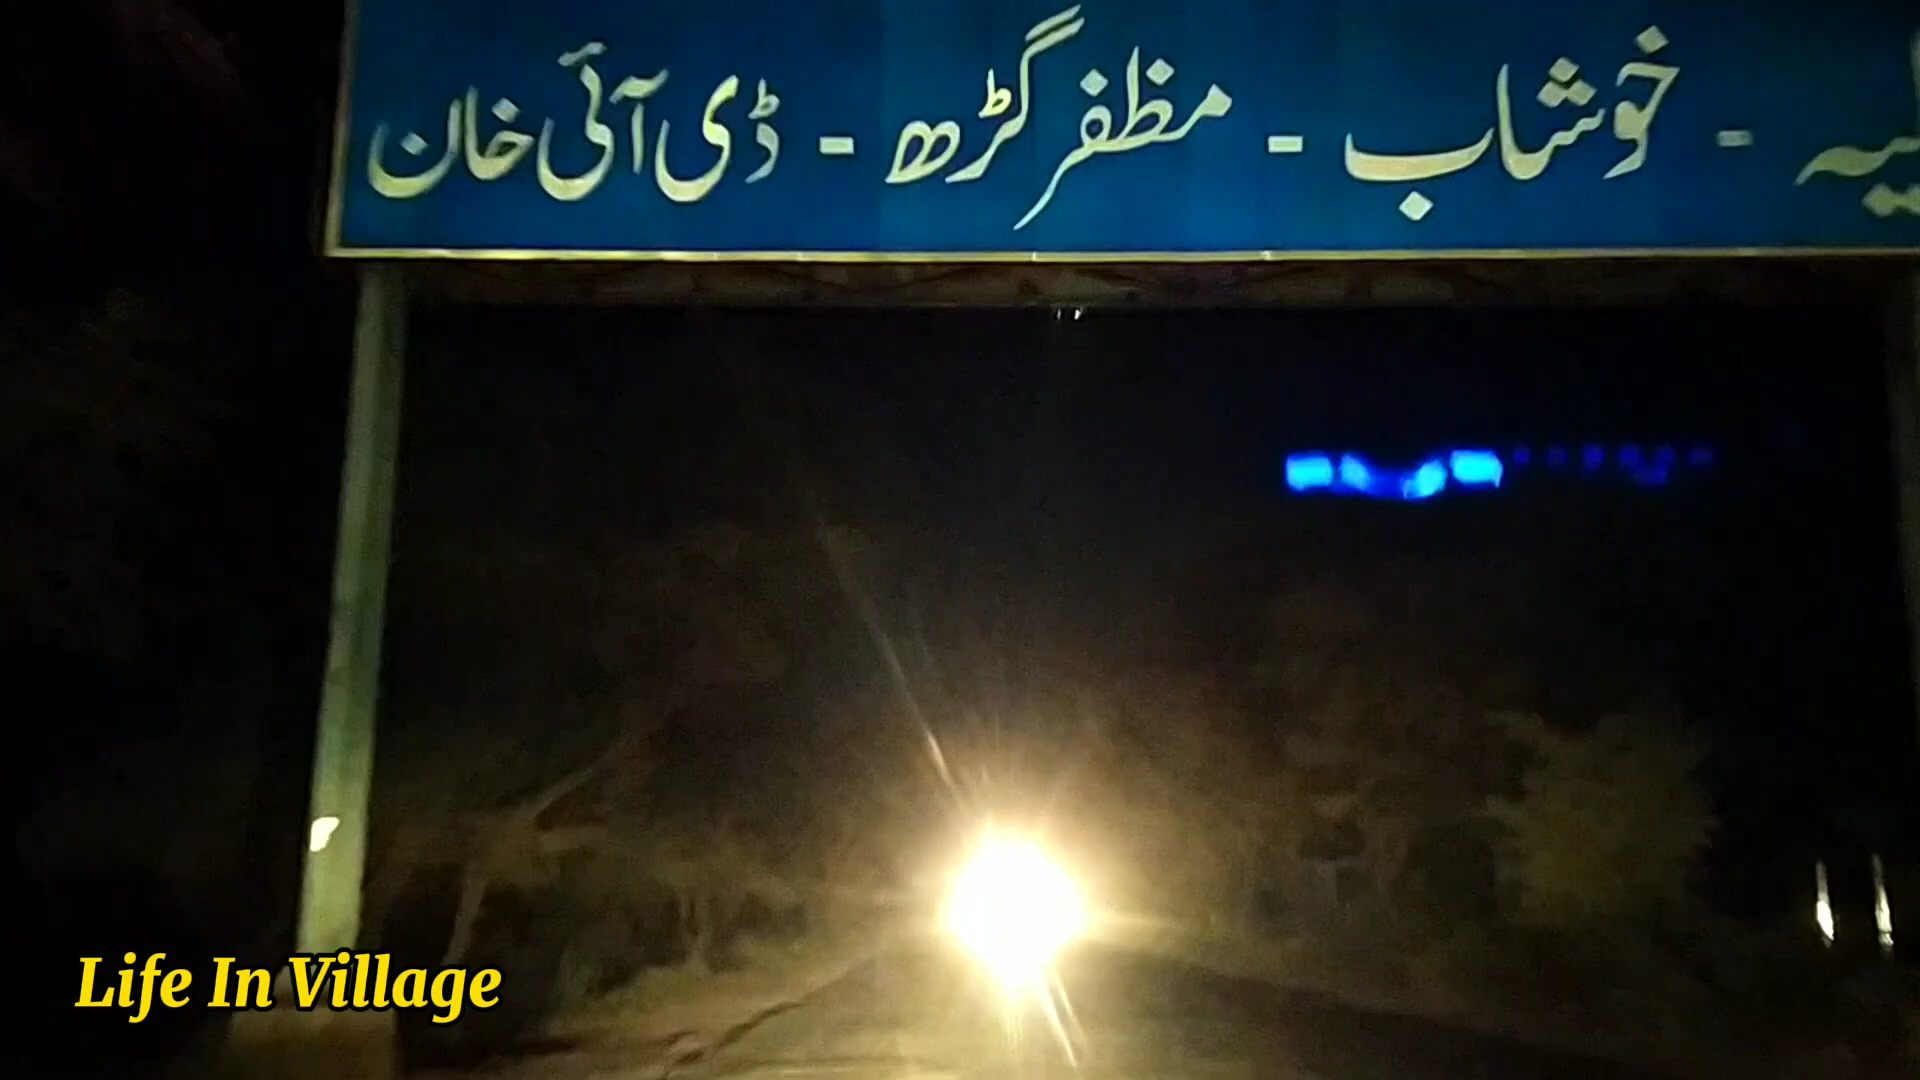 - خوشاب - مظفر گڑھ - ڈی آئی خان
Life In Village